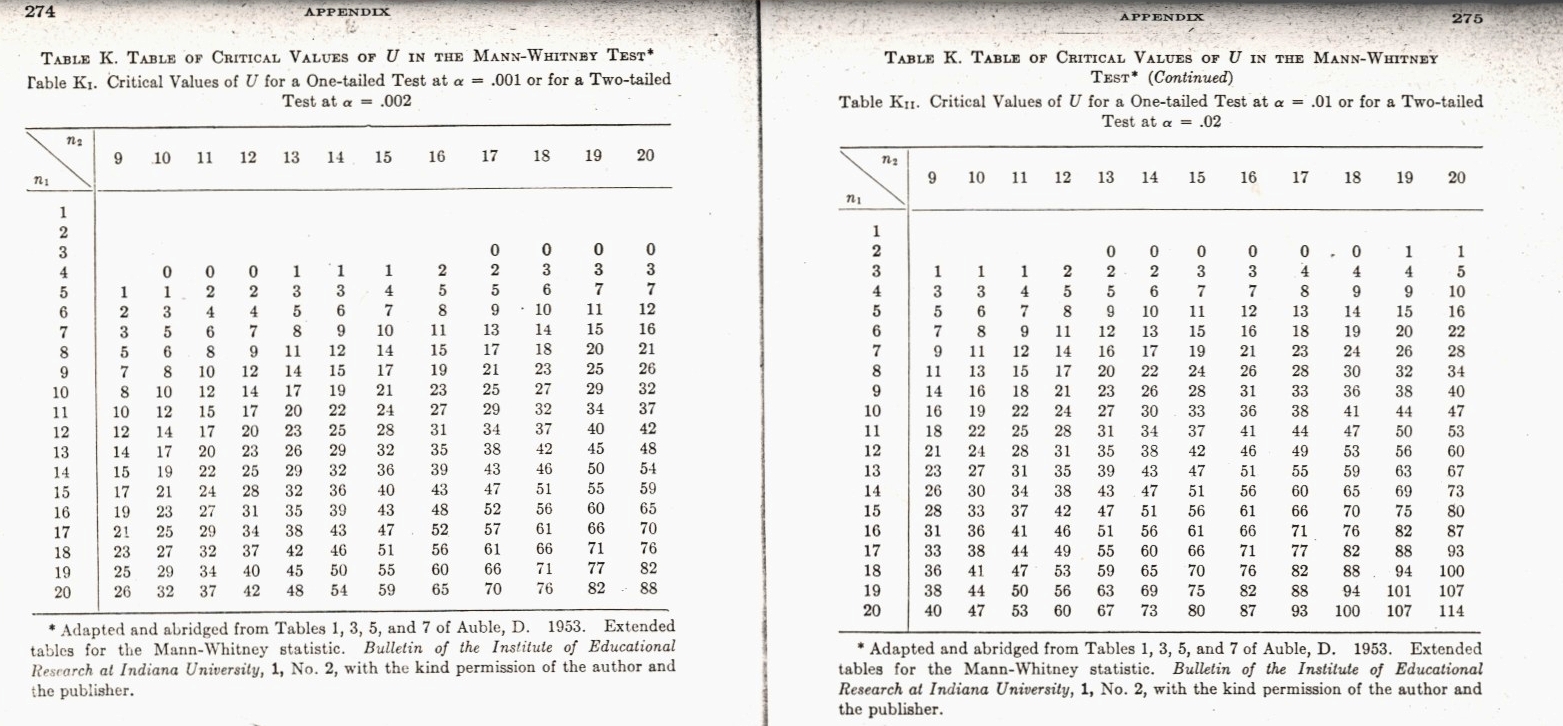 274
APPENDIX
TABLE K. TABLE OF CRITICAL VALUES OF U IN THE MANN-WHITNEY TEST*
Table KI. Critical Values of U for a One-tailed Test at α = .001 or for a Two-tailed
Test at α = .002
n2
9 10 11 12 13 14 15 16 17 18 19 20
n1
1
2
3 0 0 0 0
4 0 0 0 1 1 1 2 2 3 3 3
5 1 1 2 2 3 3 4 5 5 6 7 7
6 2 3 4 4 5 6 7 8 9 10 11 12
7 3 5 6 7 8 9 10 11 13 14 15 16
8 5 6 8 9 11 12 14 15 17 18 20 21
9 7 8 10 12 14 15 17 19 21 23 25 26
10 8 10 12 14 17 19 21 23 25 27 29 32
11 10 12 15 17 20 22 24 27 29 32 34 37
12 12 14 17 20 23 25 28 31 34 37 40 42
13 14 17 20 23 26 29 32 35 38 42 45 48
14 15 19 22 25 29 32 36 39 43 46 50 54
15 17 21 24 28 32 36 40 43 47 51 55 59
16 19 23 27 31 35 39 43 48 52 56 60 65
17 21 25 29 34 38 43 47 52 57 61 66 70
18 23 27 32 37 42 46 51 56 61 66 71 76
19 25 29 34 40 45 50 55 60 66 71 77 82
20 26 32 37 42 48 54 59 65 70 76 82 88
* Adapted and abridged from Tables 1, 3, 5, and 7 of Auble, D. 1953. Extended
tables for the Mann-Whitney statistic. Bulletin of the Institute of Educational
Research at Indiana University, 1, No. 2, with the kind permission of the author and
the publisher.
APPENDIX
275
TABLE K. TABLE OF CRITICAL VALUES OF U IN THE MANN-WHITNEY
TEST* (Continued)
Table KII. Critical Values of U for a One-tailed Test at α = .01 or for a Two-tailed
Test at α = .02
n2
9 10 11 12 13 14 15 16 17 18 19 20
n1
1
2 0 0 0 0 0 0 1 1
3 1 1 1 2 2 2 3 3 4 4 4 5
4 3 3 4 5 5 6 7 7 8 9 9 10
5 5 6 7 8 9 10 11 12 13 14 15 16
6 7 8 9 11 12 13 15 16 18 19 20 22
7 9 11 12 14 16 17 19 21 23 24 26 28
8 11 13 15 17 20 22 24 26 28 30 32 34
9 14 16 18 21 23 26 28 31 33 36 38 40
10 16 19 22 24 27 30 33 36 38 41 44 47
11 18 22 25 28 31 34 37 41 44 47 50 53
12 21 24 28 31 35 38 42 46 49 53 56 60
13 23 27 31 35 39 43 47 51 55 59 63 67
14 26 30 34 38 43 47 51 56 60 65 69 73
15 28 33 37 42 47 51 56 61 66 70 75 80
16 31 36 41 46 51 56 61 66 71 76 82 87
17 33 38 44 49 55 60 66 71 77 82 88 93
18 36 41 47 53 59 65 70 76 82 88 94 100
19 38 44 50 56 63 69 75 82 88 94 101 107
20 40 47 53 60 67 73 80 87 93 100 107 114
* Adapted and abridged from Tables 1, 3, 5, and 7 of Auble, D. 1953. Extended
tables for the Mann-Whitney statistic. Bulletin of the Institute of Educational
Research at Indiana University, 1, No. 2, with the kind permission of the author and
the publisher.